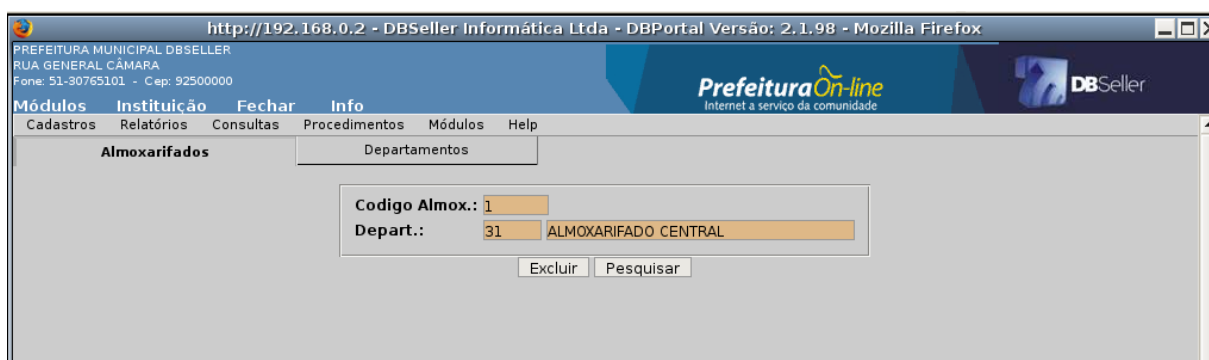 http://192.168.0.2 - DBSeller Informática Ltda - DBPortal Versão: 2.1.98 - Mozilla Firefox
PREFEITURA MUNICIPAL DBSELLER
RUA GENERAL CÂMARA
Fone: 51-30765101 - Cep: 92500000
Prefeitura On-line
Internet a serviço da comunidade
DBSeller
Módulos Instituição Fechar Info
Cadastros Relatórios Consultas Procedimentos Módulos Help
Almoxarifados Departamentos
Codigo Almox.: 1
Depart.: 31 ALMOXARIFADO CENTRAL
Excluir Pesquisar